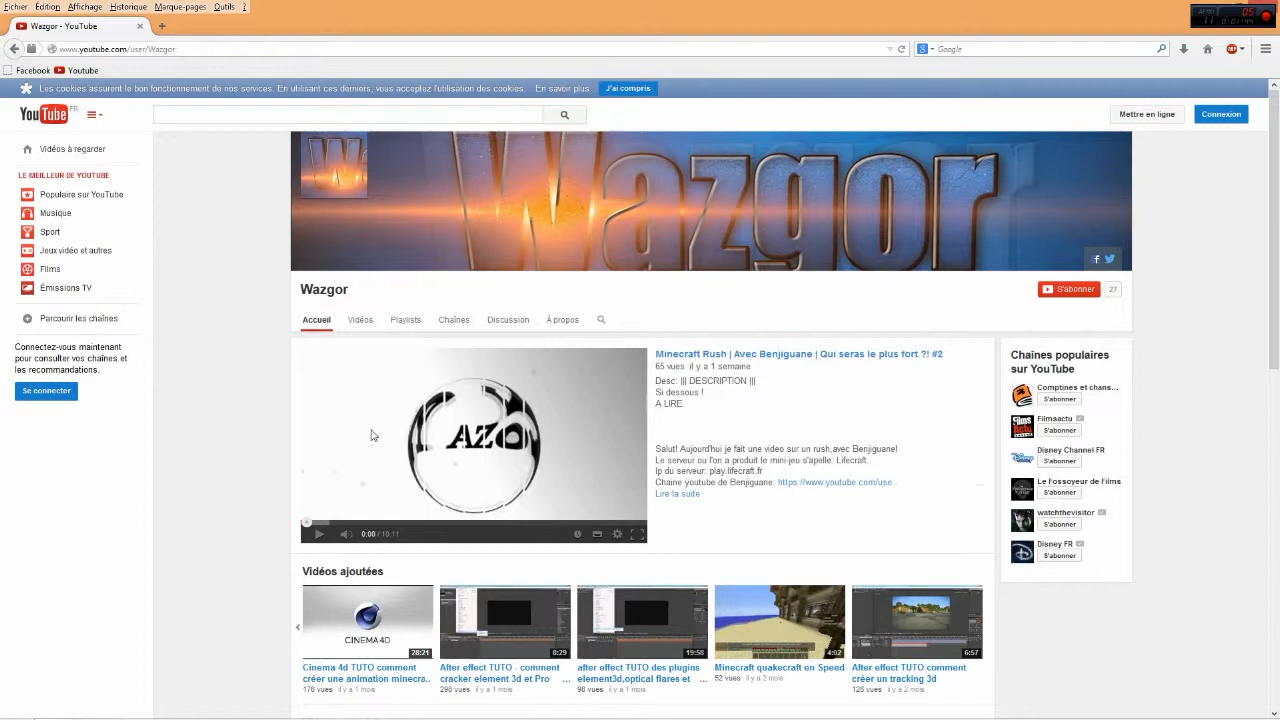 Fichier Édition Affichage Historique Marque-pages Outils ?
Wazgor - YouTube
www.youtube.com/user/Wazgor
Google
Facebook Youtube
Les cookies assurent le bon fonctionnement de nos services. En utilisant ces derniers, vous acceptez l'utilisation des cookies. En savoir plus J'ai compris
YouTube FR
Mettre en ligne Connexion
Vidéos à regarder
LE MEILLEUR DE YOUTUBE
Populaire sur YouTube
Musique
Sport
Jeux vidéo et autres
Films
Émissions TV
Parcourir les chaînes
Connectez-vous maintenant
pour consulter vos chaînes et
les recommandations.
Se connecter
Wazgor
Wazgor
S'abonner 27
Accueil Vidéos Playlists Chaînes Discussion À propos
AZO
0:00 / 10:11
Minecraft Rush | Avec Benjiguane | Qui seras le plus fort ?! #2
65 vues il y a 1 semaine
Desc: ||| DESCRIPTION |||
Si dessous !
A LIRE
Salut! Aujourd'hui je fait une video sur un rush,avec Benjiguane!
Le serveur ou l'on a produit le mini-jeu s'apelle. Lifecraft.
Ip du serveur: play.lifecraft.fr
Chaine youtube de Benjiguane: https://www.youtube.com/use...
Lire la suite
Chaînes populaires
sur YouTube
Comptines et chans...
S'abonner
Filmsactu
S'abonner
Disney Channel FR
S'abonner
Le Fossoyeur de Films
S'abonner
watchthevisitor
S'abonner
Disney FR
S'abonner
Vidéos ajoutées
CINEMA 4D
28:21
8:29
19:58
4:02
6:57
Cinema 4d TUTO comment
créer une animation minecra...
176 vues il y a 1 mois
After effect TUTO - comment
cracker element 3d et Pro ...
298 vues il y a 1 mois
after effect TUTO des plugins
element3d,optical flares et ...
98 vues il y a 1 mois
Minecraft quakecraft en Speed
52 vues il y a 2 mois
After effect TUTO comment
créer un tracking 3d
128 vues il y a 2 mois